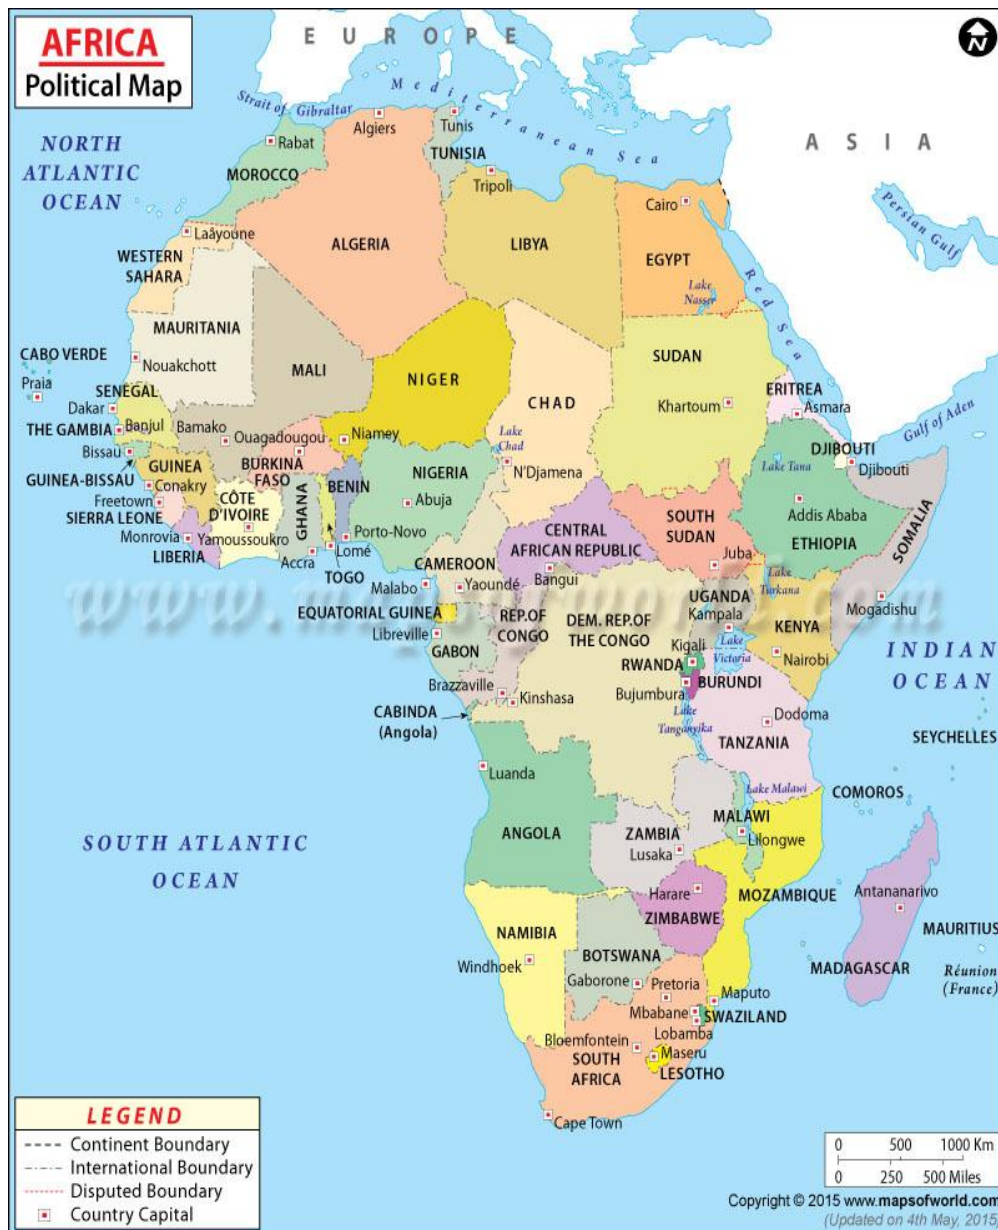 AFRICA
Political Map
EUROPE
N
ASIA
Strait of Gibraltar
Mediterranean Sea
NORTH
ATLANTIC
OCEAN
Rabat
MOROCCO
Algiers
ALGERIA
Tunis
TUNISIA
Tripoli
LIBYA
Cairo
EGYPT
Lake
Nasser
Red Sea
Persian Gulf
Laâyoune
WESTERN
SAHARA
MAURITANIA
Nouakchott
MALI
NIGER
CHAD
SUDAN
Khartoum
ERITREA
Asmara
Gulf of Aden
CABO VERDE
Praia
SENEGAL
Dakar
THE GAMBIA
Banjul
Bamako
Ouagadougou
Niamey
Lake
Chad
N'Djamena
Bissau
GUINEA-BISSAU
GUINEA
Conakry
BURKINA
FASO
BENIN
NIGERIA
Abuja
Lake Tana
DJIBOUTI
Djibouti
Freetown
SIERRA LEONE
CÔTE
D'IVOIRE
GHANA
Monrovia
LIBERIA
Yamoussoukro
Accra
TOGO
Lomé
Porto-Novo
CENTRAL
AFRICAN REPUBLIC
Bangui
SOUTH
SUDAN
Juba
Addis Ababa
ETHIOPIA
SOMALIA
Mogadishu
CAMEROON
Malabo
Yaoundé
EQUATORIAL GUINEA
Libreville
GABON
REP.OF
CONGO
DEM. REP.OF
THE CONGO
UGANDA
Kampala
Lake
Turkana
KENYA
Nairobi
Kigali
Lake
Victoria
RWANDA
BURUNDI
Bujumbura
Brazzaville
Kinshasa
CABINDA
(Angola)
Lake
Tanganyika
Dodoma
TANZANIA
INDIAN
OCEAN
SEYCHELLES
Luanda
ANGOLA
Lake Malawi
COMOROS
MALAWI
Lilongwe
ZAMBIA
Lusaka
SOUTH ATLANTIC
OCEAN
Harare
ZIMBABWE
MOZAMBIQUE
Antananarivo
MADAGASCAR
MAURITIUS
Réunion
(France)
NAMIBIA
Windhoek
BOTSWANA
Gaborone
Pretoria
Maputo
Mbabane
SWAZILAND
Lobamba
Bloemfontein
SOUTH
AFRICA
Maseru
LESOTHO
Cape Town
LEGEND
Continent Boundary
International Boundary
Disputed Boundary
Country Capital
0 500 1000 Km
0 250 500 Miles
Copyright © 2015 www.mapsofworld.com
(Updated on 4th May, 2015)